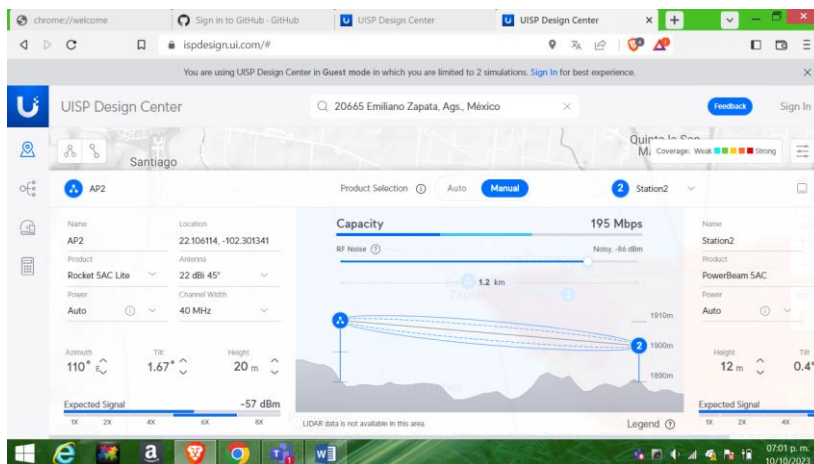 chrome://welcome
Sign in to GitHub · GitHub
UISP Design Center
UISP Design Center
ispdesign.ui.com/#
You are using UISP Design Center in Guest mode in which you are limited to 2 simulations. Sign In for best experience.
UISP Design Center
20665 Emiliano Zapata, Ags., México
Feedback
Sign In
Santiago
Coverage: Weak Strong
AP2
Product Selection
Auto
Manual
2 Station2
Name
AP2
Location
22.106114, -102.301341
Product
Rocket 5AC Lite
Antenna
22 dBi 45°
Power
Auto
Channel Width
40 MHz
Azimuth
110° E
Tilt
1.67°
Height
20 m
Expected Signal
-57 dBm
1X 2X 4X 6X 8X
Capacity
195 Mbps
RF Noise
Noisy, -86 dBm
1.2 km
1910m
2
1900m
1890m
LIDAR data is not available in this area.
Legend
Name
Station2
Product
PowerBeam 5AC
Power
Auto
Height
12 m
Tilt
0.4°
Expected Signal
1X 2X 4X
07:01 p. m.
10/10/2023